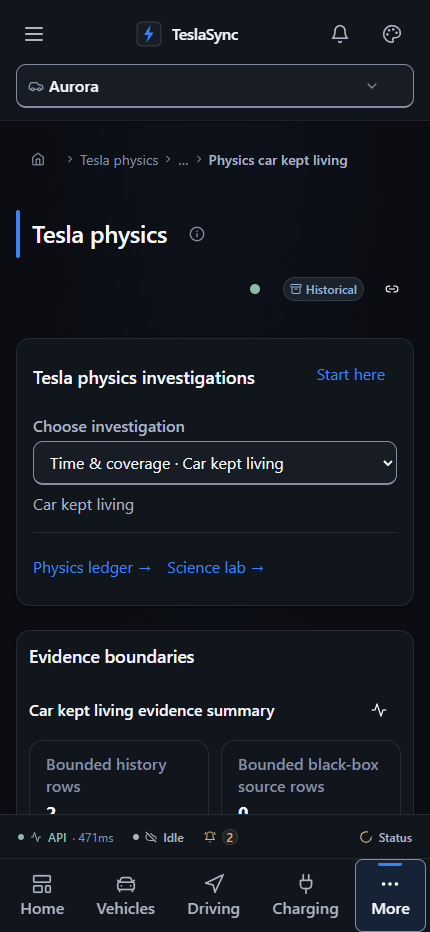 TeslaSync
Aurora
Tesla physics
...
Physics car kept living
Tesla physics
Historical
Tesla physics investigations
Start here
Choose investigation
Time & coverage · Car kept living
Car kept living
Physics ledger →
Science lab →
Evidence boundaries
Car kept living evidence summary
Bounded history
rows
Bounded black-box
source rows
API · 471ms
Idle
2
Status
Home
Vehicles
Driving
Charging
More